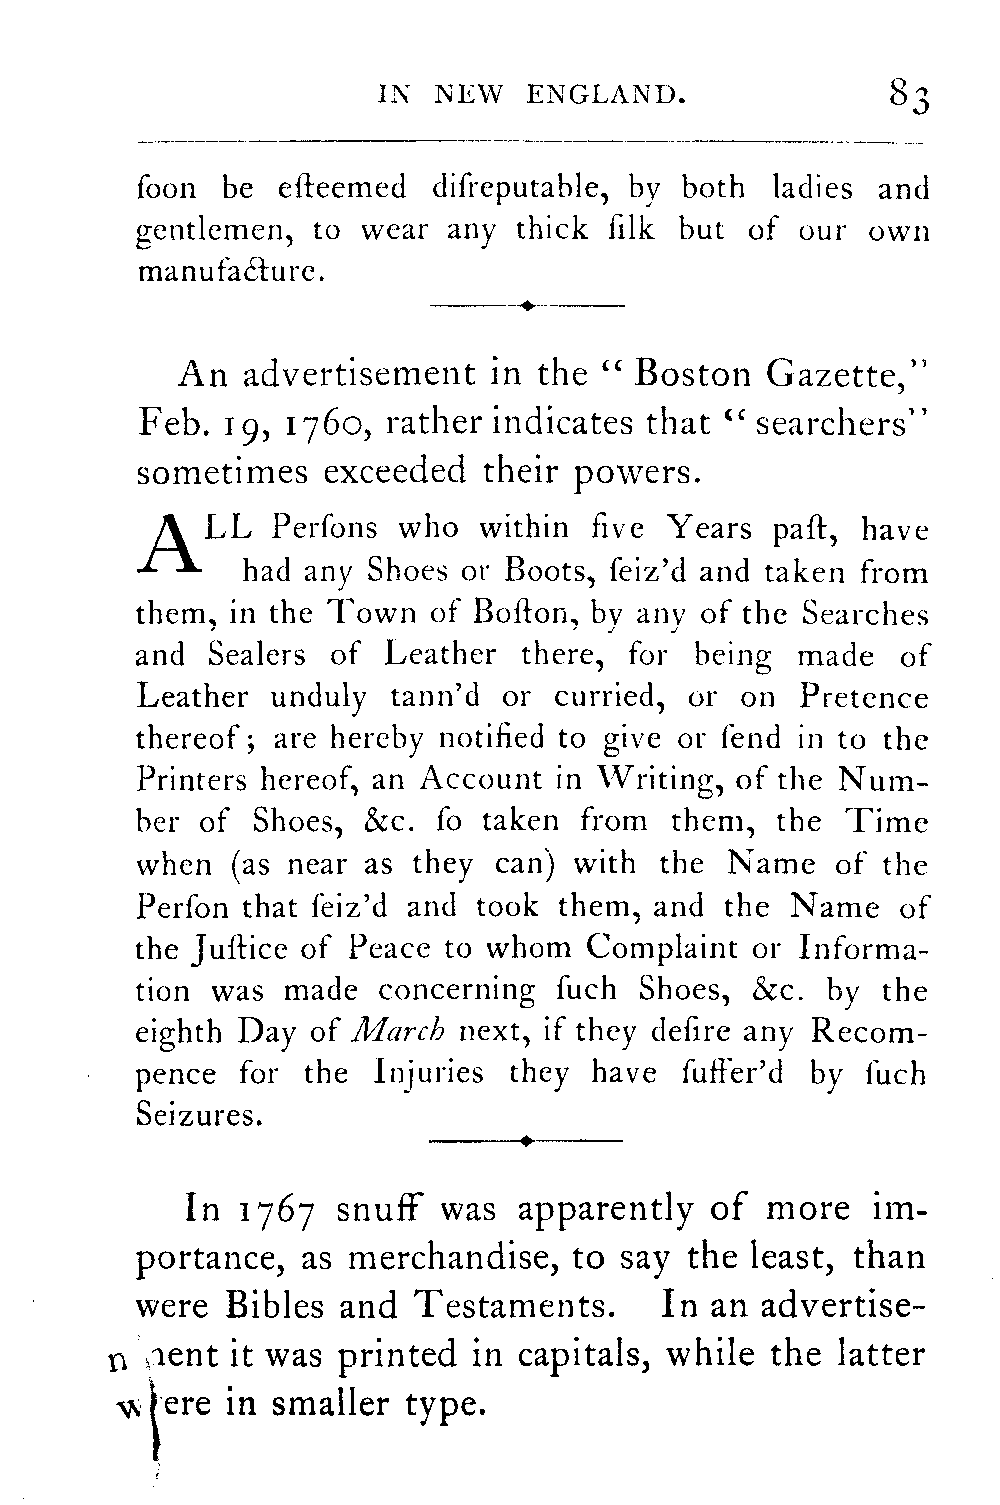 IN NEW ENGLAND. 83
ſoon be eſteemed diſreputable, by both ladies and
gentlemen, to wear any thick ſilk but of our own
manufacture.
An advertisement in the “ Boston Gazette,”
Feb. 19, 1760, rather indicates that “ searchers”
sometimes exceeded their powers.
ALL Perſons who within five Years paſt, have
had any Shoes or Boots, ſeiz’d and taken from
them, in the Town of Boſton, by any of the Searches
and Sealers of Leather there, for being made of
Leather unduly tann’d or curried, or on Pretence
thereof ; are hereby notified to give or ſend in to the
Printers hereof, an Account in Writing, of the Num-
ber of Shoes, &c. ſo taken from them, the Time
when (as near as they can) with the Name of the
Perſon that ſeiz’d and took them, and the Name of
the Juſtice of Peace to whom Complaint or Informa-
tion was made concerning ſuch Shoes, &c. by the
eighth Day of March next, if they deſire any Recom-
pence for the Injuries they have ſuffer’d by ſuch
Seizures.
In 1767 snuff was apparently of more im-
portance, as merchandise, to say the least, than
were Bibles and Testaments. In an advertise-
ment it was printed in capitals, while the latter
were in smaller type.